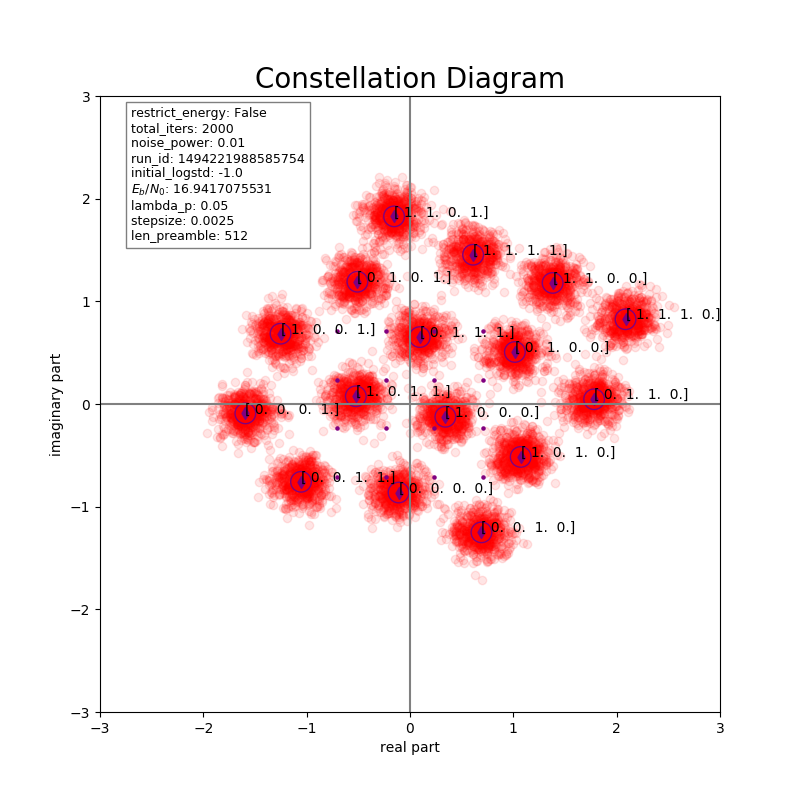 Constellation Diagram
restrict_energy: False
total_iters: 2000
noise_power: 0.01
run_id: 1494221988585754
initial_logstd: -1.0
E_b/N_0: 16.9417075531
lambda_p: 0.05
stepsize: 0.0025
len_preamble: 512
[ 1. 1. 0. 1.]
[ 1. 1. 1. 1.]
[ 0. 1. 0. 1.]
[ 1. 1. 0. 0.]
[ 1. 1. 1. 0.]
[ 1. 0. 0. 1.]
[ 0. 1. 1. 1.]
[ 0. 1. 0. 0.]
[ 1. 0. 1. 1.]
[ 0. 1. 1. 0.]
[ 0. 0. 0. 1.]
[ 1. 0. 0. 0.]
[ 1. 0. 1. 0.]
[ 0. 0. 1. 1.]
[ 0. 0. 0. 0.]
[ 0. 0. 1. 0.]
3
2
1
0
−1
−2
−3
imaginary part
−3 −2 −1 0 1 2 3
real part